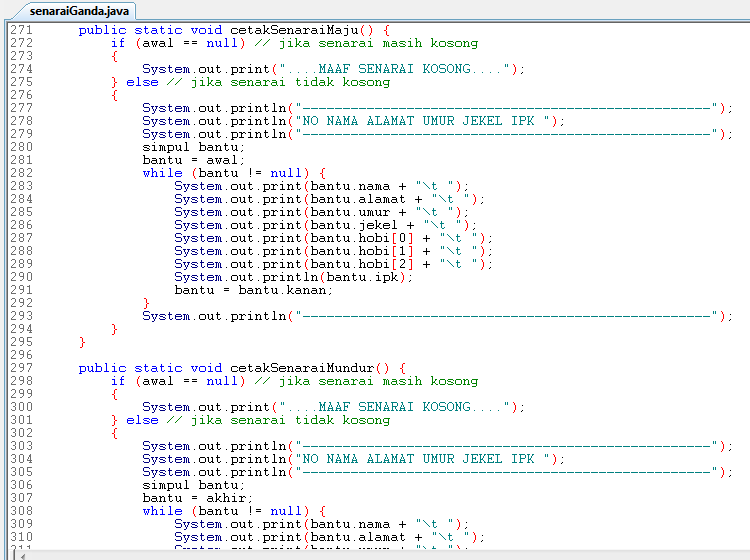 senaraiGanda.java
271 public static void cetakSenaraiMaju() {
272 if (awal == null) // jika senarai masih kosong
273 {
274 System.out.print("....MAAF SENARAI KOSONG....");
275 } else // jika senarai tidak kosong
276 {
277 System.out.println("---------------------------------------------------");
278 System.out.println("NO NAMA ALAMAT UMUR JEKEL IPK ");
279 System.out.println("---------------------------------------------------");
280 simpul bantu;
281 bantu = awal;
282 while (bantu != null) {
283 System.out.print(bantu.nama + "\t ");
284 System.out.print(bantu.alamat + "\t ");
285 System.out.print(bantu.umur + "\t ");
286 System.out.print(bantu.jekel + "\t ");
287 System.out.print(bantu.hobi[0] + "\t ");
288 System.out.print(bantu.hobi[1] + "\t ");
289 System.out.print(bantu.hobi[2] + "\t ");
290 System.out.println(bantu.ipk);
291 bantu = bantu.kanan;
292 }
293 System.out.println("---------------------------------------------------");
294 }
295 }
296
297 public static void cetakSenaraiMundur() {
298 if (awal == null) // jika senarai masih kosong
299 {
300 System.out.print("....MAAF SENARAI KOSONG....");
301 } else // jika senarai tidak kosong
302 {
303 System.out.println("---------------------------------------------------");
304 System.out.println("NO NAMA ALAMAT UMUR JEKEL IPK ");
305 System.out.println("---------------------------------------------------");
306 simpul bantu;
307 bantu = akhir;
308 while (bantu != null) {
309 System.out.print(bantu.nama + "\t ");
310 System.out.print(bantu.alamat + "\t ");